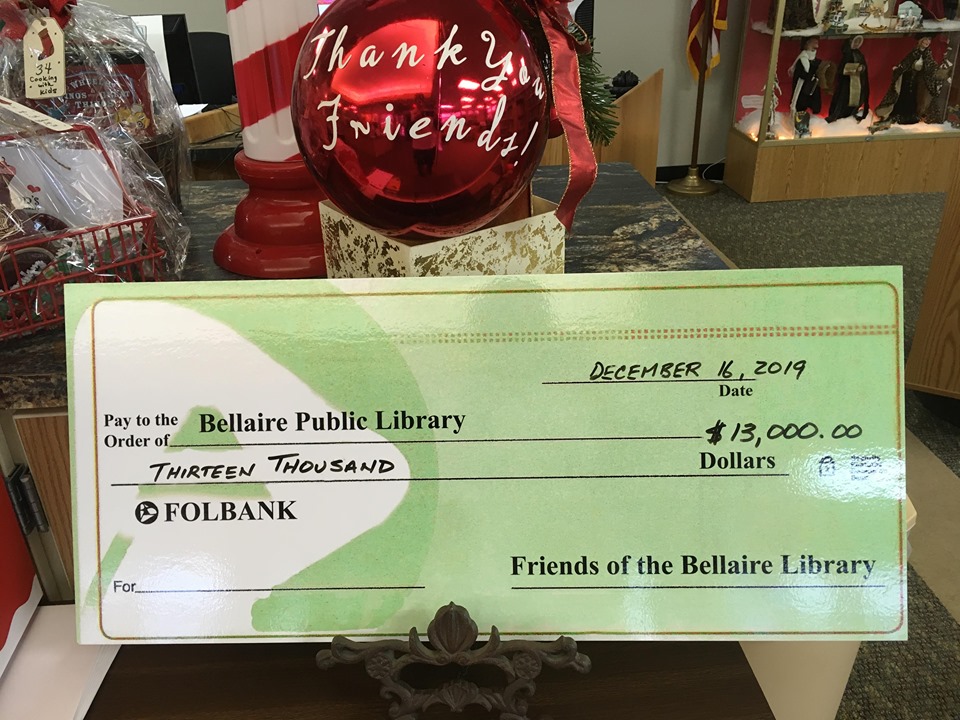 34
Cooking
with
Kids
Thank You
Friends!
DECEMBER 16, 2019
Date
Pay to the
Order of Bellaire Public Library
$ 13,000.00
THIRTEEN THOUSAND
Dollars
FOLBANK
For
Friends of the Bellaire Library